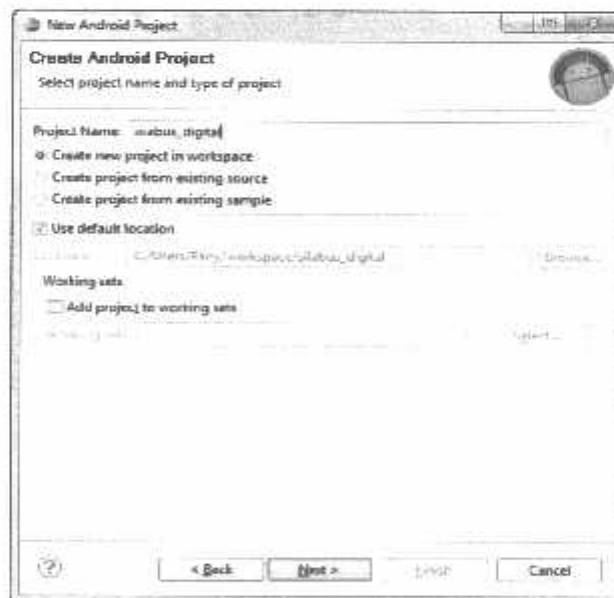 New Android Project
Create Android Project
Select project name and type of project
Project Name: silabus_digital
Create new project in workspace
Create project from existing source
Create project from existing sample
Use default location
silabus_digital
Browse...
Working sets
Add project to working sets
Select...
?
< Back
Next >
Finish
Cancel